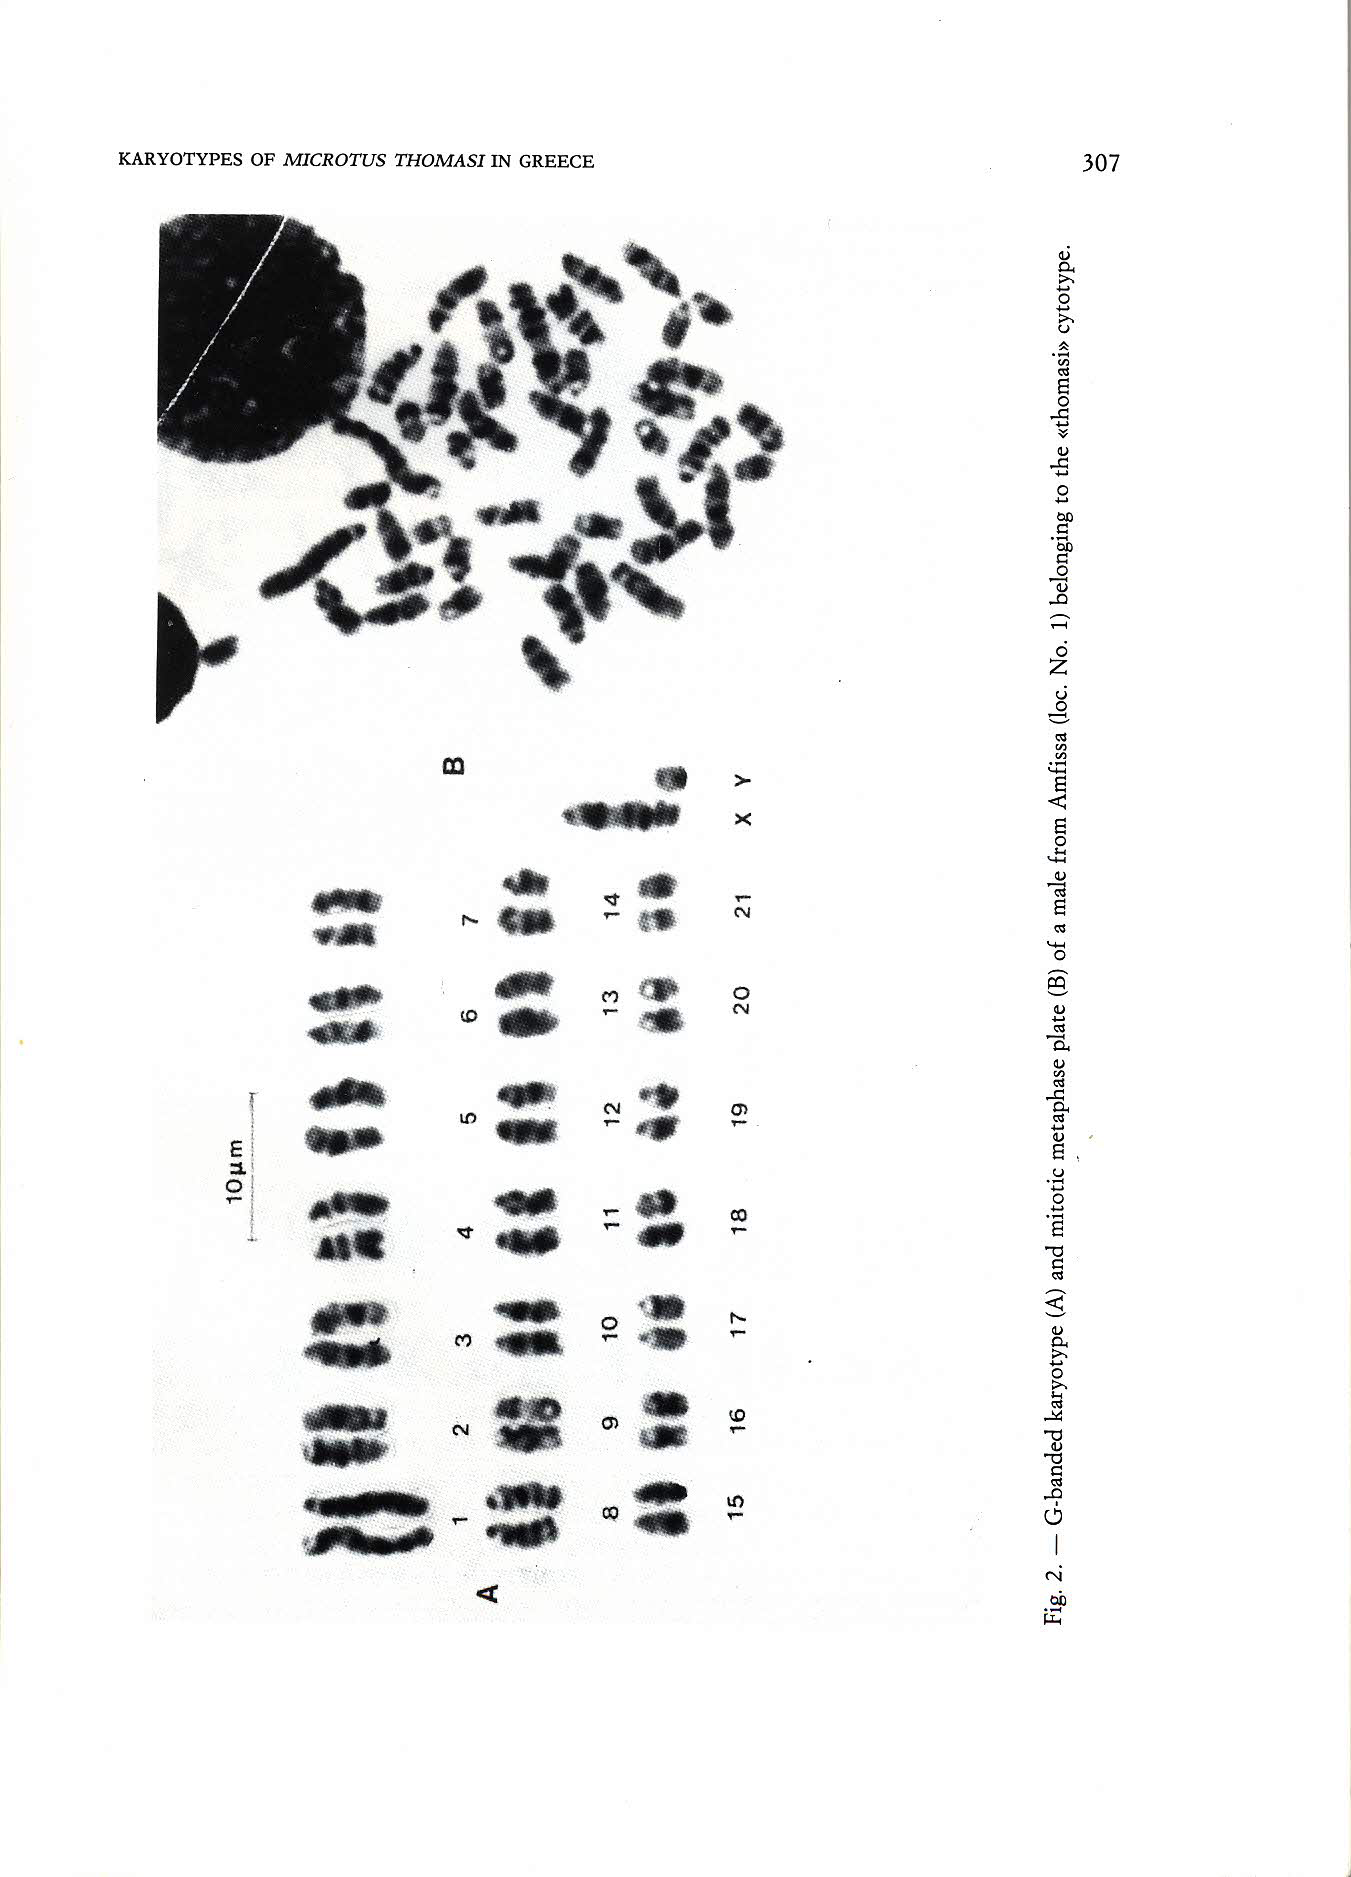 KARYOTYPES OF MICROTUS THOMASI IN GREECE
307
10µm
1 2 3 4 5 6 7
A
8 9 10 11 12 13 14
15 16 17 18 19 20 21 X Y
B
Fig. 2. — G-banded karyotype (A) and mitotic metaphase plate (B) of a male from Amfissa (loc. No. 1) belonging to the «thomasi» cytotype.